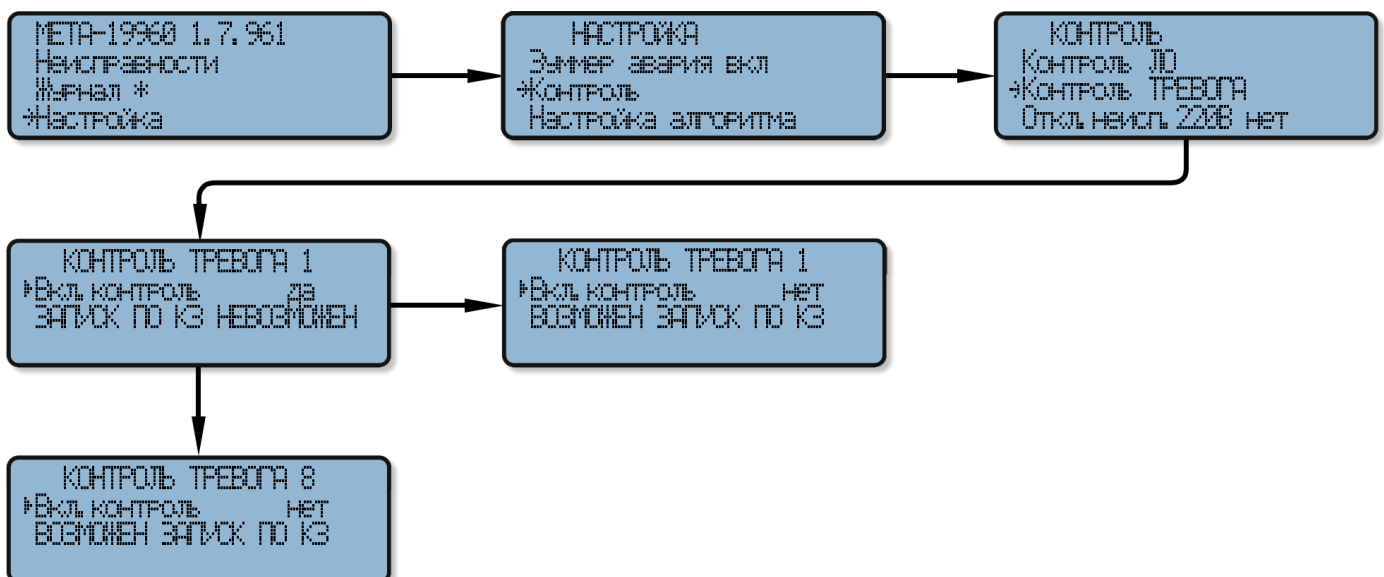 МЕТА-19960 1.7.961
Неисправности
Журнал *
Настройка
НАСТРОЙКА
Зуммер авария вкл
Контроль
Настройка алгоритма
КОНТРОЛЬ
Контроль ЛО
Контроль ТРЕВОГА
Откл. неисп. 220В нет
КОНТРОЛЬ ТРЕВОГА 1
Вкл. контроль да
ЗАПУСК ПО КЗ НЕВОЗМОЖЕН
КОНТРОЛЬ ТРЕВОГА 1
Вкл. контроль нет
ВОЗМОЖЕН ЗАПУСК ПО КЗ
КОНТРОЛЬ ТРЕВОГА 8
Вкл. контроль нет
ВОЗМОЖЕН ЗАПУСК ПО КЗ